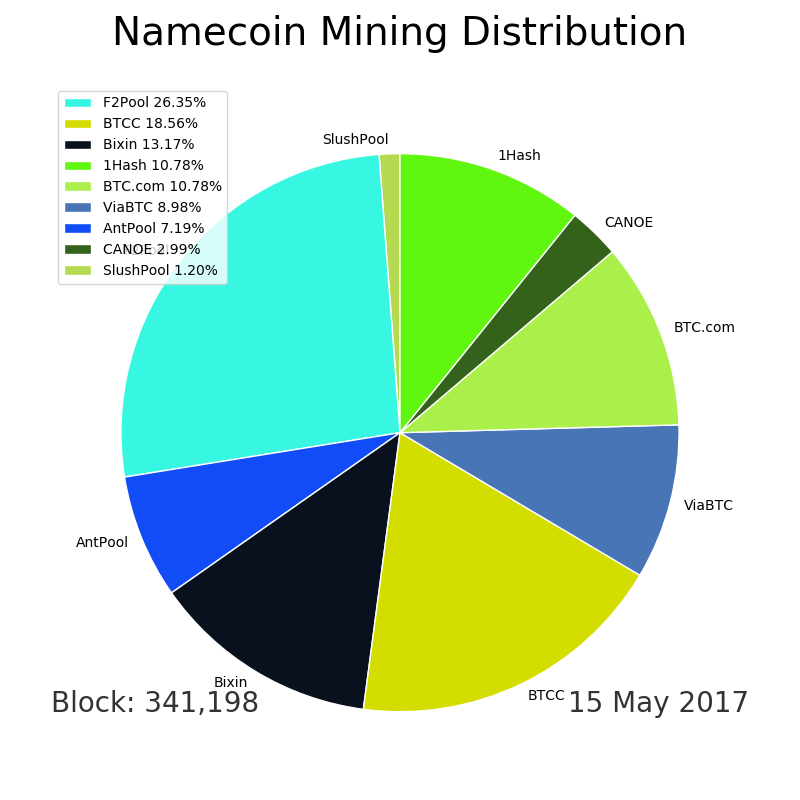 Namecoin Mining Distribution
F2Pool 26.35%
BTCC 18.56%
Bixin 13.17%
1Hash 10.78%
BTC.com 10.78%
ViaBTC 8.98%
AntPool 7.19%
CANOE 2.99%
SlushPool 1.20%
SlushPool
1Hash
CANOE
BTC.com
ViaBTC
AntPool
Bixin
BTCC
Block: 341,198
15 May 2017